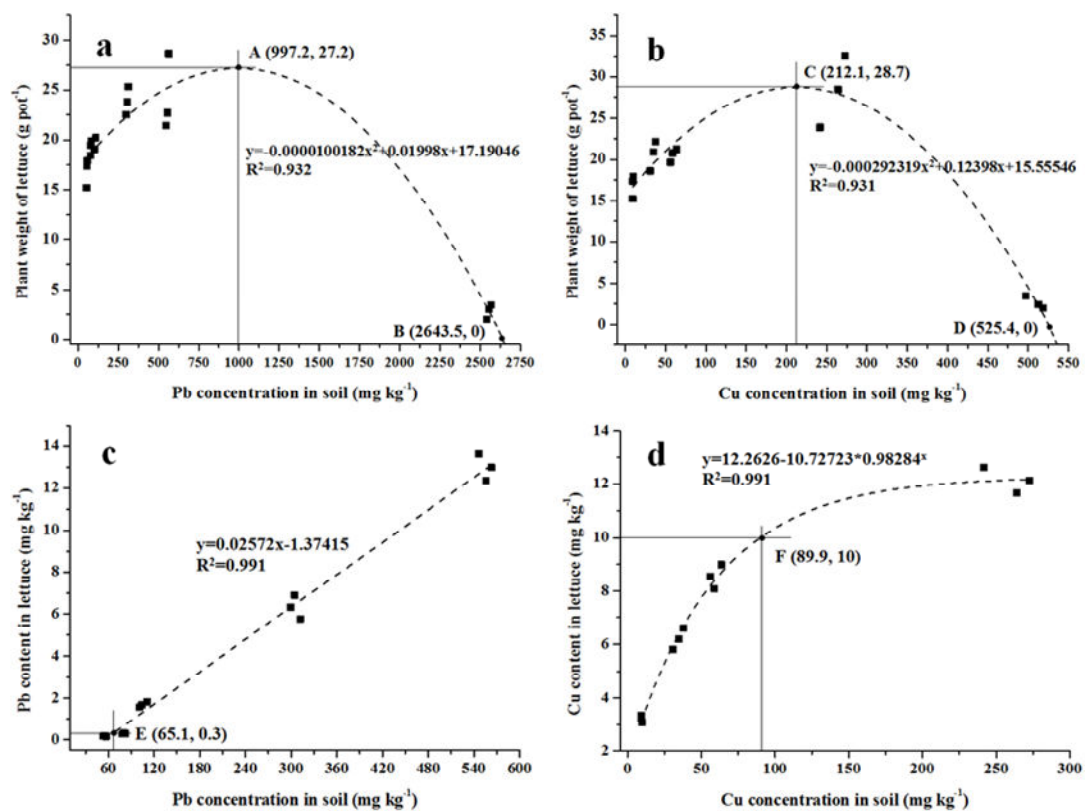 a
A (997.2, 27.2)
y=-0.0000100182x²+0.01998x+17.19046
R²=0.932
B (2643.5, 0)
Plant weight of lettuce (g pot⁻¹)
30
25
20
15
10
5
0
0 250 500 750 1000 1250 1500 1750 2000 2250 2500 2750
Pb concentration in soil (mg kg⁻¹)
b
C (212.1, 28.7)
y=-0.000292319x²+0.12398x+15.55546
R²=0.931
D (525.4, 0)
Plant weight of lettuce (g pot⁻¹)
35
30
25
20
15
10
5
0
0 50 100 150 200 250 300 350 400 450 500 550
Cu concentration in soil (mg kg⁻¹)
c
y=0.02572x-1.37415
R²=0.991
E (65.1, 0.3)
Pb content in lettuce (mg kg⁻¹)
14
12
10
8
6
4
2
0
60 120 180 240 300 360 420 480 540 600
Pb concentration in soil (mg kg⁻¹)
d
y=12.2626-10.72723*0.98284ˣ
R²=0.991
F (89.9, 10)
Cu content in lettuce (mg kg⁻¹)
14
12
10
8
6
4
2
0 50 100 150 200 250 300
Cu concentration in soil (mg kg⁻¹)